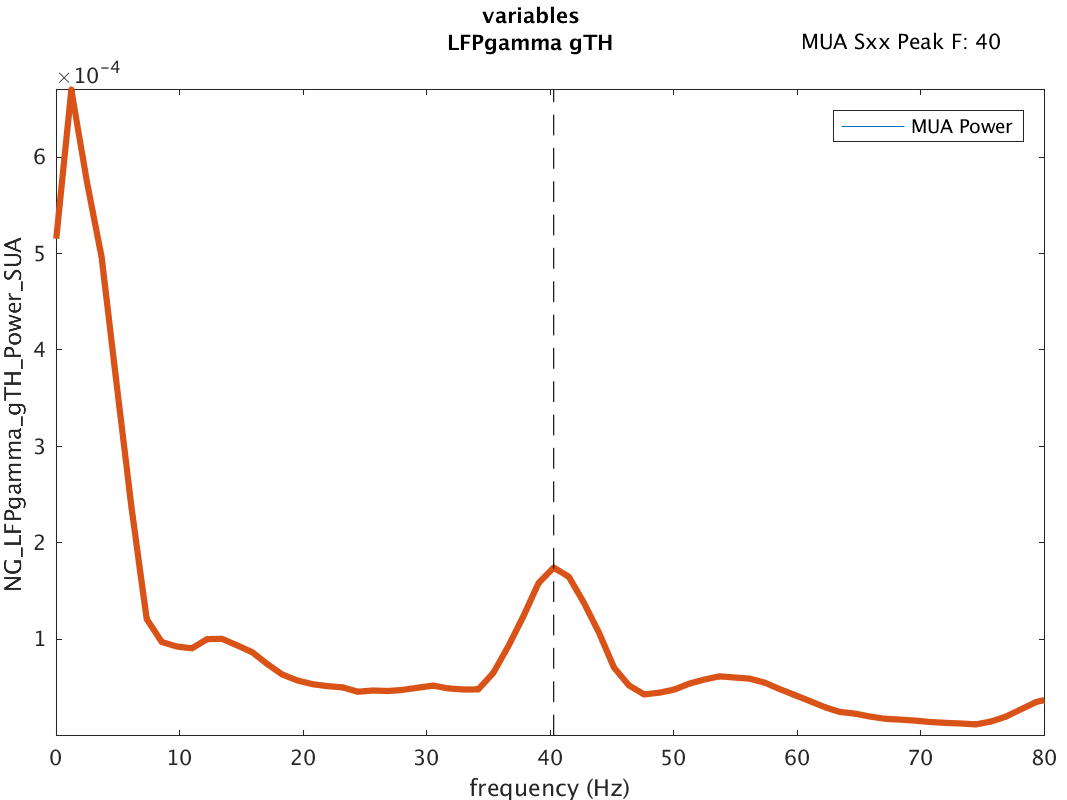 variables
LFPgamma gTH
MUA Sxx Peak F: 40
×10⁻⁴
MUA Power
6
5
4
3
2
1
NG_LFPgamma_gTH_Power_SUA
0 10 20 30 40 50 60 70 80
frequency (Hz)